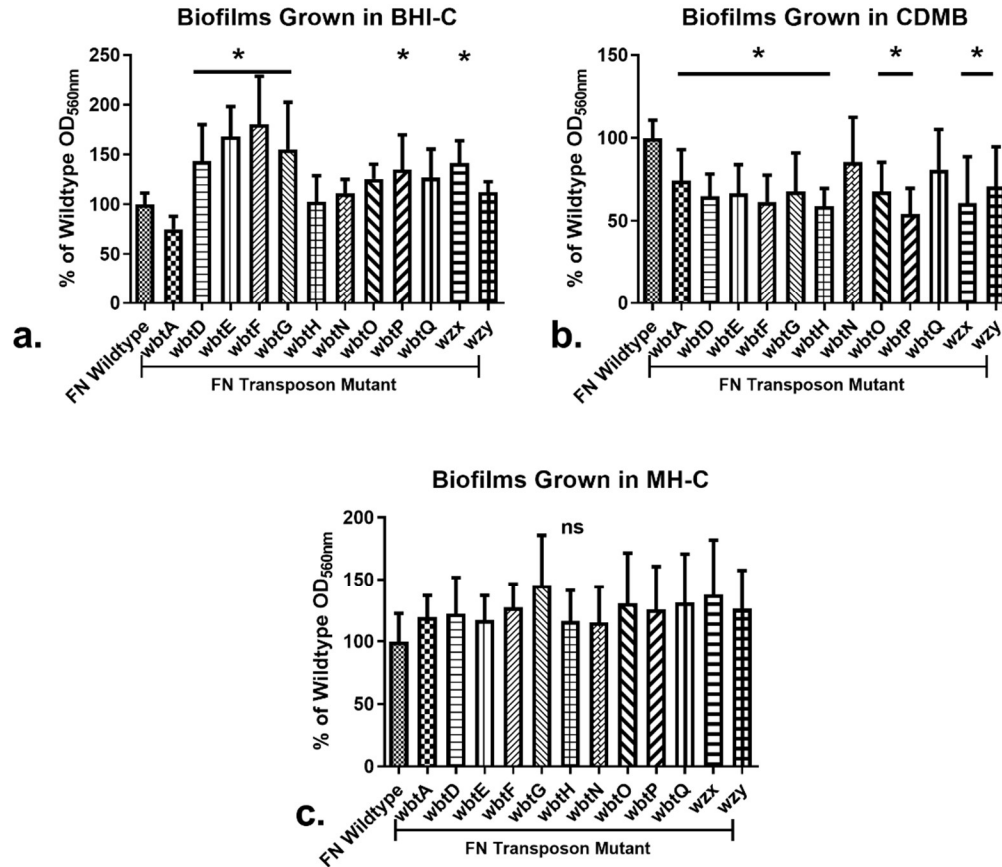 Biofilms Grown in BHI-C
% of Wildtype OD560nm
250
200
150
100
50
0
*
*
*
FN Wildtype
wbtA
wbtD
wbtE
wbtF
wbtG
wbtH
wbtN
wbtO
wbtP
wbtQ
wzx
wzy
FN Transposon Mutant
a.
Biofilms Grown in CDMB
% of Wildtype OD560nm
150
100
50
0
*
*
*
FN Wildtype
wbtA
wbtD
wbtE
wbtF
wbtG
wbtH
wbtN
wbtO
wbtP
wbtQ
wzx
wzy
FN Transposon Mutant
b.
Biofilms Grown in MH-C
% of Wildtype OD560nm
200
150
100
50
0
ns
FN Wildtype
wbtA
wbtD
wbtE
wbtF
wbtG
wbtH
wbtN
wbtO
wbtP
wbtQ
wzx
wzy
FN Transposon Mutant
c.